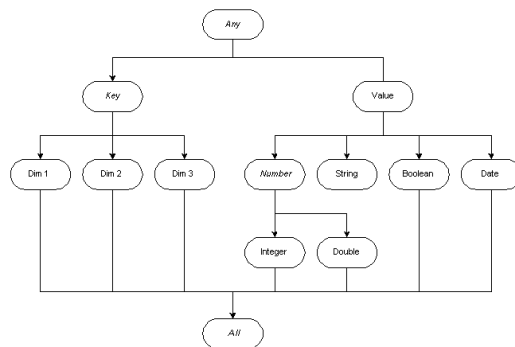 Any
Key
Value
Dim 1
Dim 2
Dim 3
Number
String
Boolean
Date
Integer
Double
All